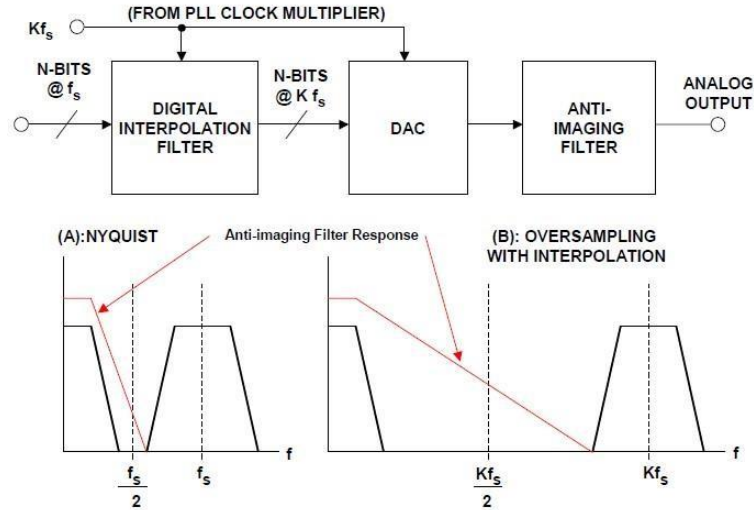 (FROM PLL CLOCK MULTIPLIER)
Kfs
N-BITS
@ fs
DIGITAL
INTERPOLATION
FILTER
N-BITS
@ K fs
DAC
ANTI-
IMAGING
FILTER
ANALOG
OUTPUT
(A):NYQUIST
Anti-imaging Filter Response
(B): OVERSAMPLING
WITH INTERPOLATION
fs
2
fs
f
Kfs
2
Kfs
f